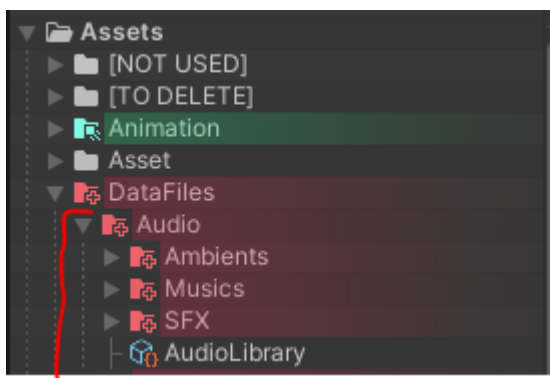 Assets
[NOT USED]
[TO DELETE]
Animation
Asset
DataFiles
Audio
Ambients
Musics
SFX
AudioLibrary